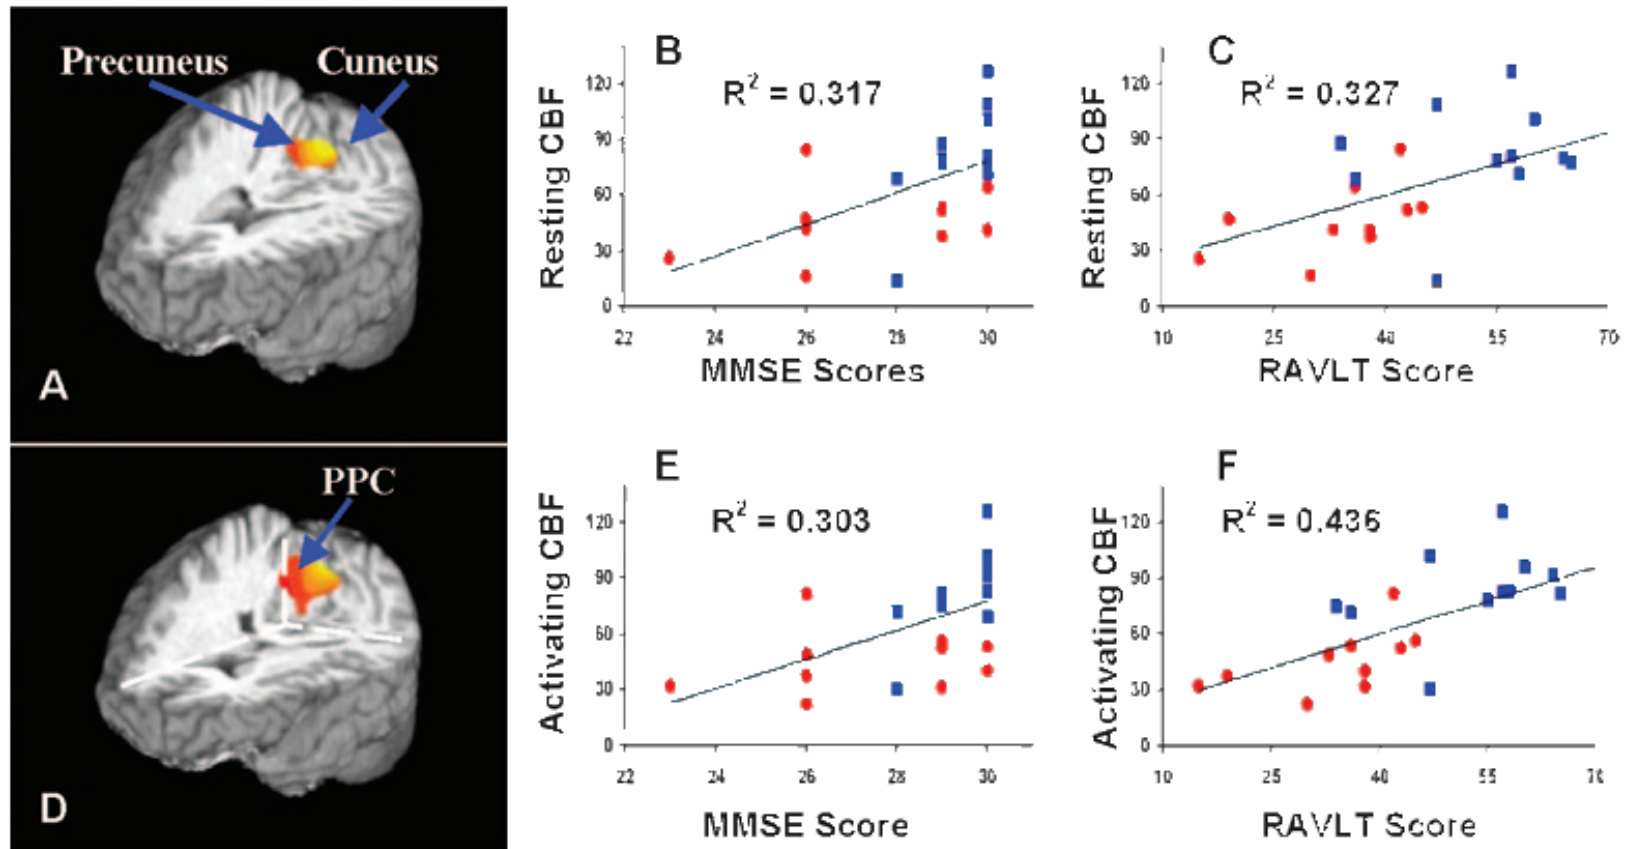 Precuneus Cuneus
A
B
R² = 0.317
Resting CBF
120
90
60
30
0
22 24 26 28 30
MMSE Scores
C
R² = 0.327
Resting CBF
120
90
60
30
0
10 25 40 55 70
RAVLT Score
PPC
D
E
R² = 0.303
Activating CBF
120
90
60
30
0
22 24 26 28 30
MMSE Score
F
R² = 0.436
Activating CBF
120
90
60
30
0
10 25 40 55 70
RAVLT Score